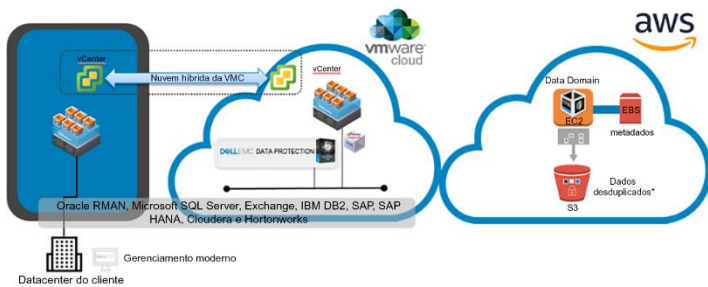 vmware
cloud
aws
vCenter
Nuvem híbrida da VMC
vCenter
Data Domain
EC2
EBS
metadados
DELLEMC DATA PROTECTION
Dados
desduplicados*
S3
Oracle RMAN, Microsoft SQL Server, Exchange, IBM DB2, SAP, SAP
HANA, Cloudera e Hortonworks
Gerenciamento moderno
Datacenter do cliente